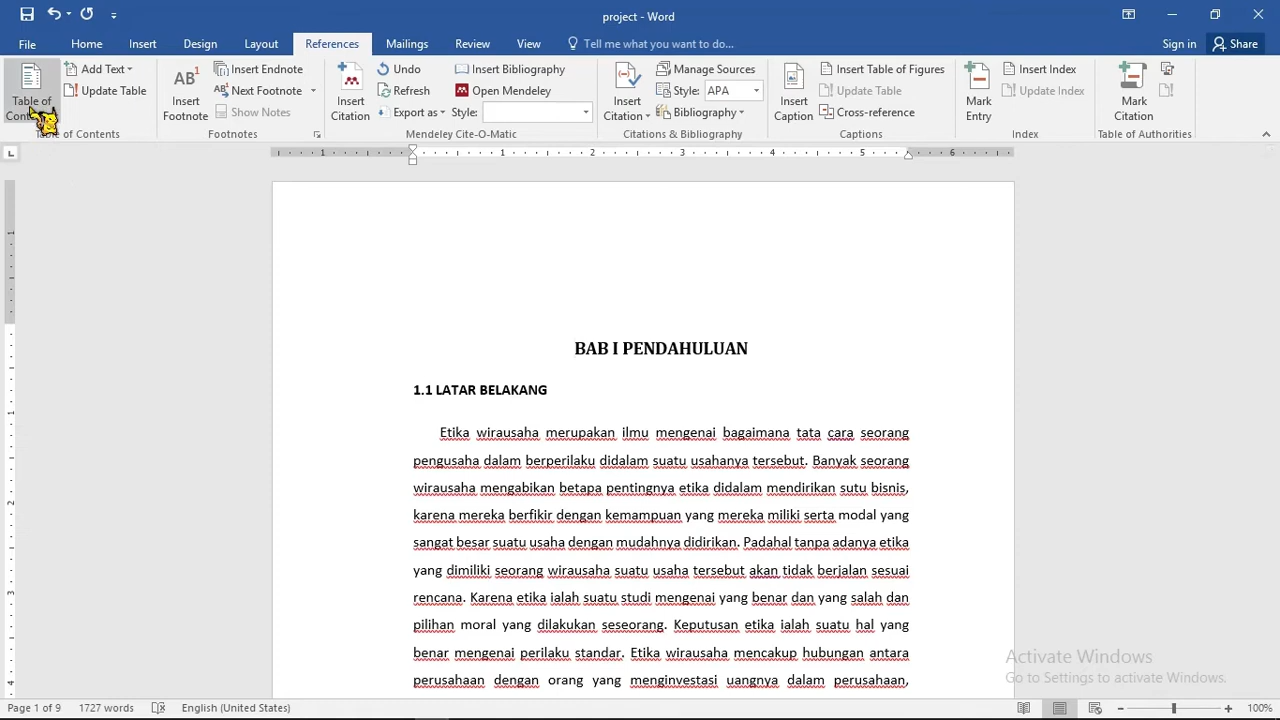 project - Word
File Home Insert Design Layout References Mailings Review View Tell me what you want to do... Sign in Share
Table of
Add Text
Update Table
Table of Contents
AB1
Insert
Footnote
Insert Endnote
Next Footnote
Show Notes
Footnotes
Insert
Citation
Undo
Refresh
Export as
Insert Bibliography
Open Mendeley
Style:
Mendeley Cite-O-Matic
Insert
Citation
Manage Sources
Style: APA
Bibliography
Citations & Bibliography
Insert
Caption
Insert Table of Figures
Update Table
Cross-reference
Captions
Mark
Entry
Insert Index
Update Index
Index
Mark
Citation
Table of Authorities
1 1 2 3 4 5 6
BAB I PENDAHULUAN
1.1 LATAR BELAKANG
Etika wirausaha merupakan ilmu mengenai bagaimana tata cara seorang
pengusaha dalam berperilaku didalam suatu usahanya tersebut. Banyak seorang
wirausaha mengabikan betapa pentingnya etika didalam mendirikan sutu bisnis,
karena mereka berfikir dengan kemampuan yang mereka miliki serta modal yang
sangat besar suatu usaha dengan mudahnya didirikan. Padahal tanpa adanya etika
yang dimiliki seorang wirausaha suatu usaha tersebut akan tidak berjalan sesuai
rencana. Karena etika ialah suatu studi mengenai yang benar dan yang salah dan
pilihan moral yang dilakukan seseorang. Keputusan etika ialah suatu hal yang
benar mengenai perilaku standar. Etika wirausaha mencakup hubungan antara
perusahaan dengan orang yang menginvestasi uangnya dalam perusahaan,
Activate Windows
Go to Settings to activate Windows.
Page 1 of 9 1727 words English (United States) 100%